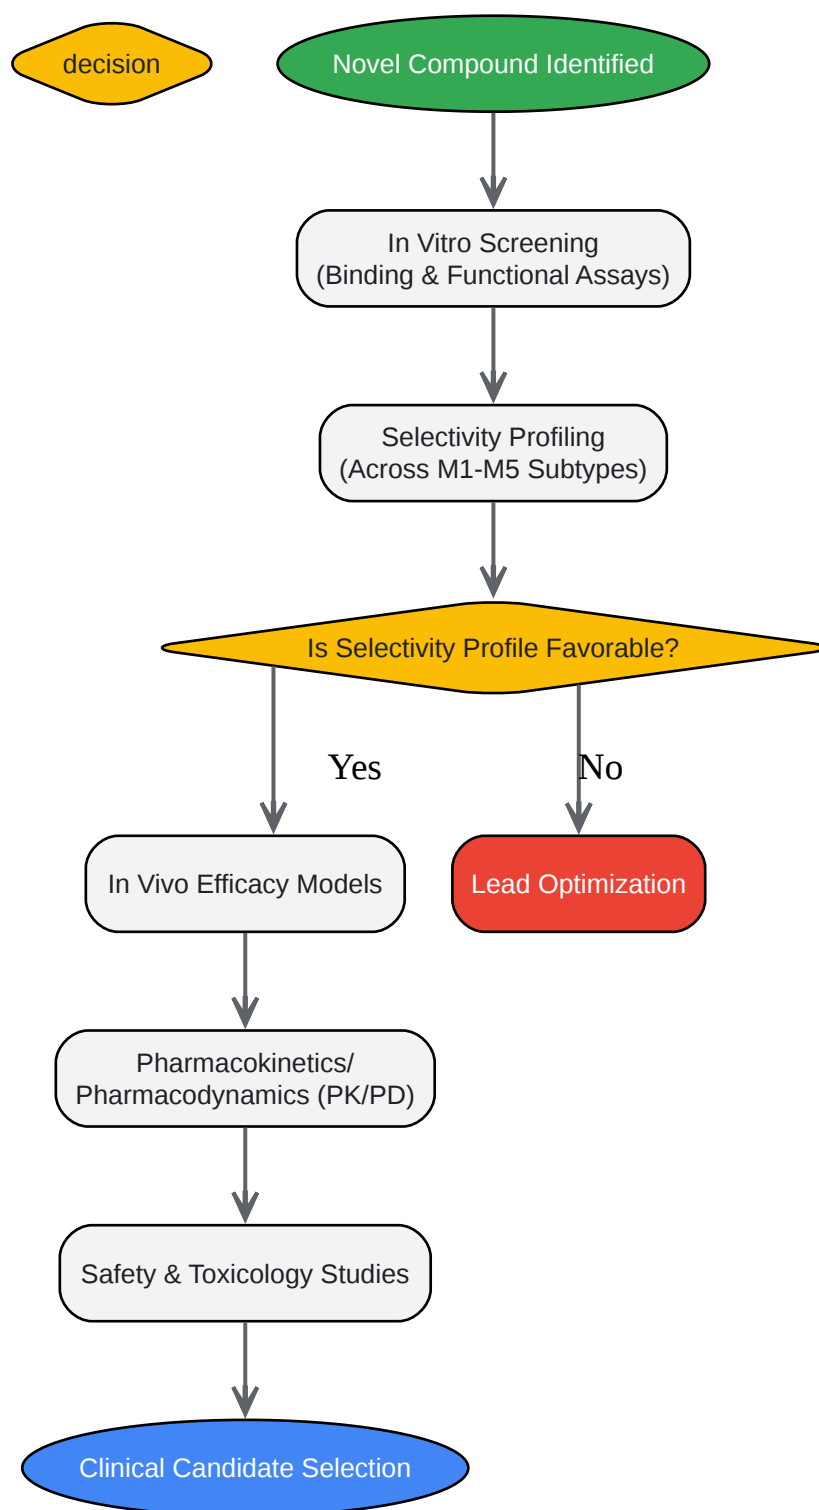 decision
Novel Compound Identified
In Vitro Screening
(Binding & Functional Assays)
Selectivity Profiling
(Across M1-M5 Subtypes)
Is Selectivity Profile Favorable?
Yes
No
In Vivo Efficacy Models
Lead Optimization
Pharmacokinetics/
Pharmacodynamics (PK/PD)
Safety & Toxicology Studies
Clinical Candidate Selection